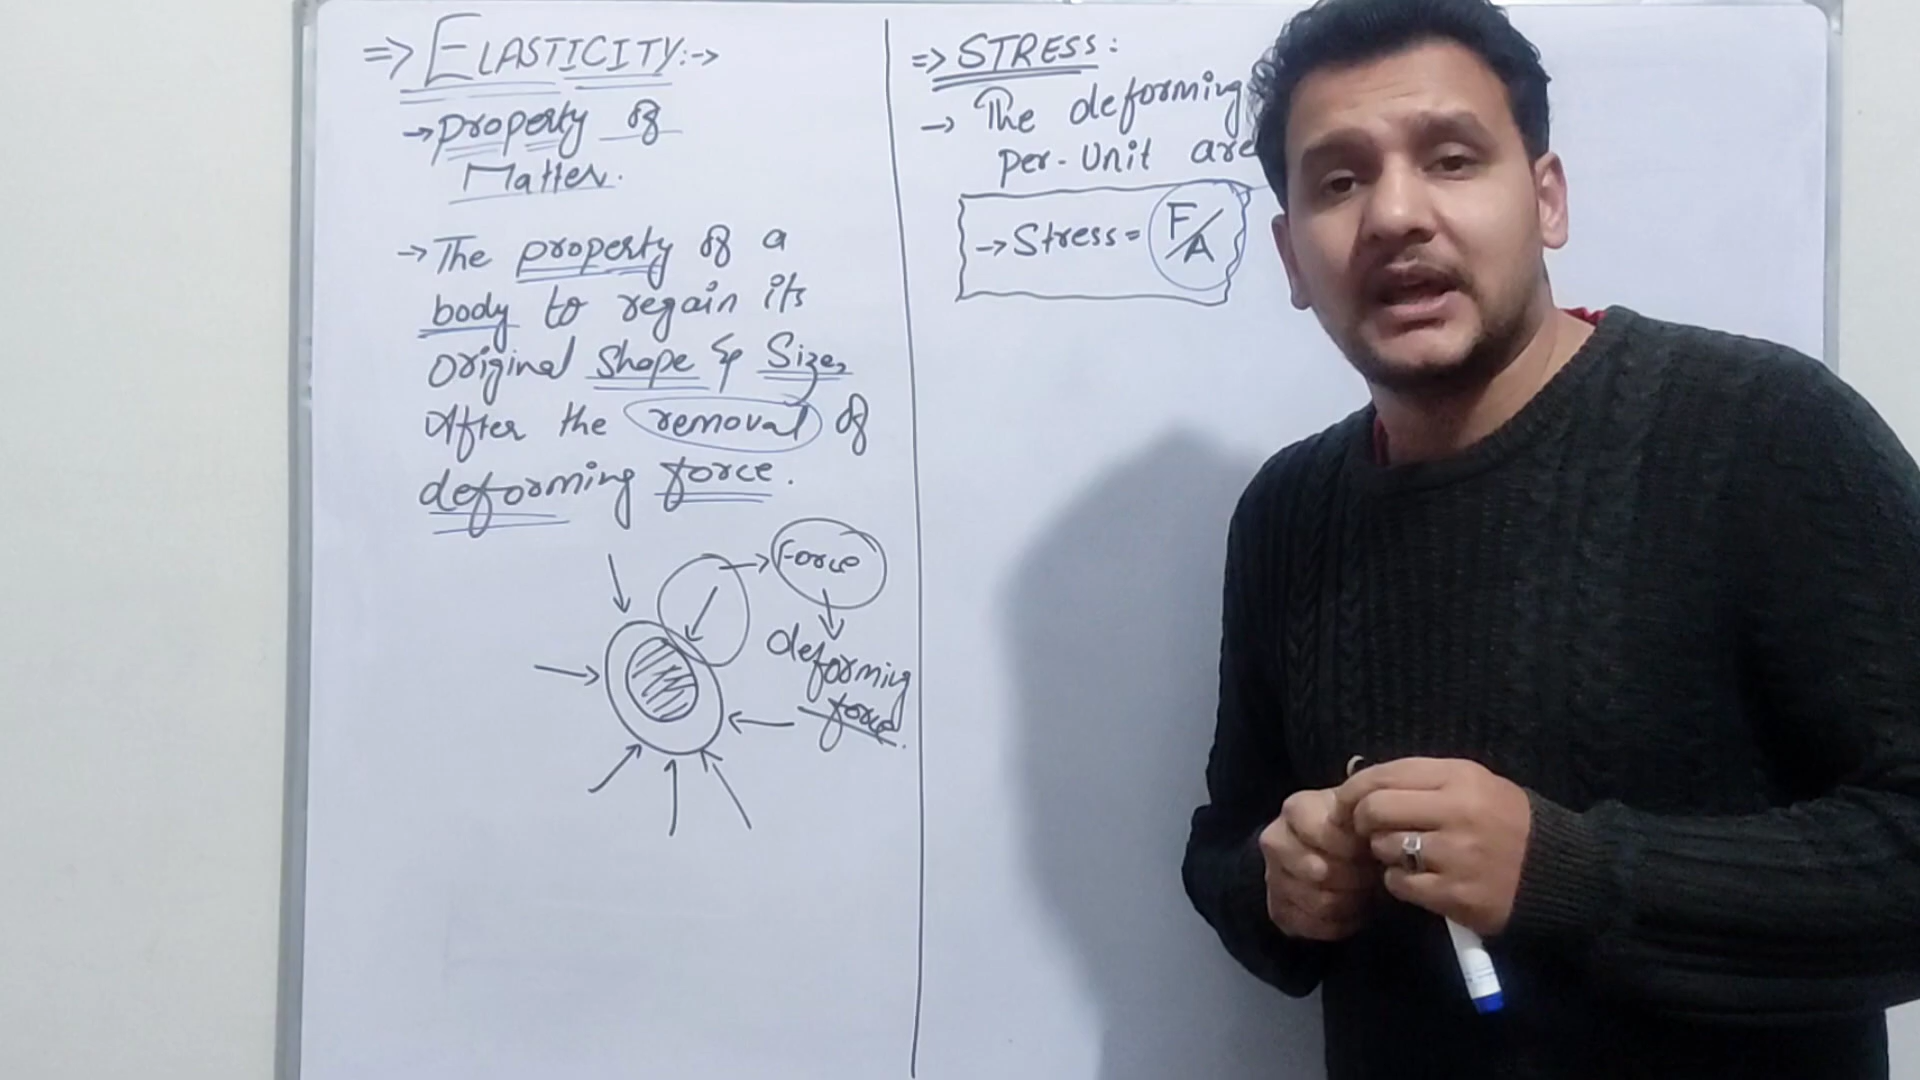 => ELASTICITY:→
→ property of
Matter.
→ The property of a
body to regain its
original shape & size,
After the removal of
deforming force.
Force
deforming
force.
=> STRESS:
→ The deforming
per-unit are
→ Stress = F/A